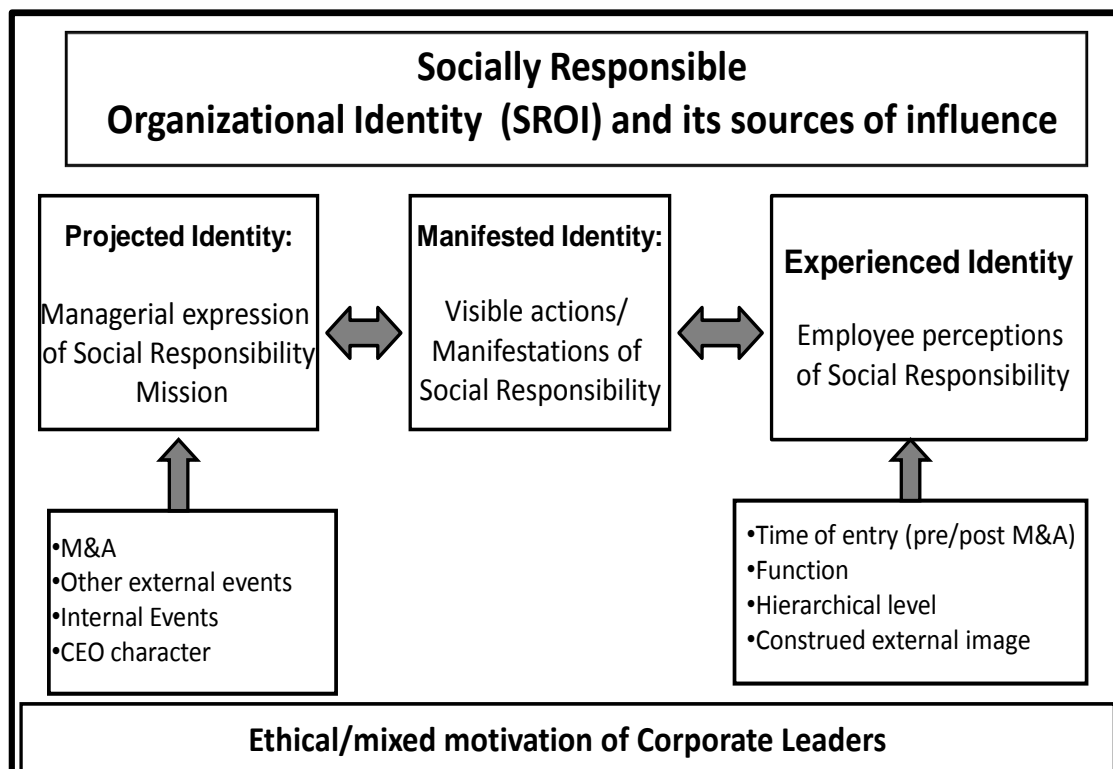 Socially Responsible
Organizational Identity (SROI) and its sources of influence
Projected Identity:
Managerial expression
of Social Responsibility
Mission
Manifested Identity:
Visible actions/
Manifestations of
Social Responsibility
Experienced Identity
Employee perceptions
of Social Responsibility
•M&A
•Other external events
•Internal Events
•CEO character
•Time of entry (pre/post M&A)
•Function
•Hierarchical level
•Construed external image
Ethical/mixed motivation of Corporate Leaders